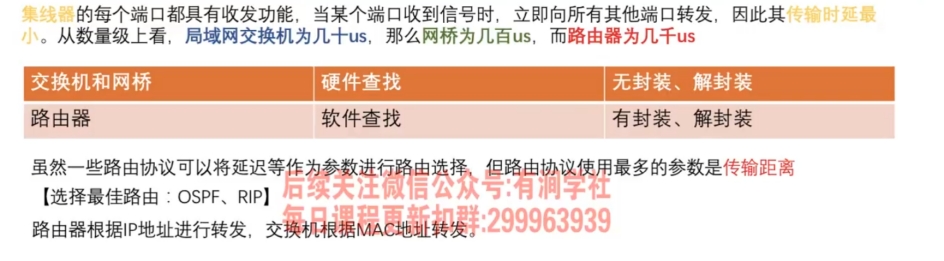 集线器的每个端口都具有收发功能，当某个端口收到信号时，立即向所有其他端口转发，因此其传输时延最
小。从数量级上看，局域网交换机为几十us，那么网桥为几百us，而路由器为几千us
交换机和网桥 硬件查找 无封装、解封装
路由器 软件查找 有封装、解封装
虽然一些路由协议可以将延迟等作为参数进行路由选择，但路由协议使用最多的参数是传输距离
后续关注微信公众号:有涧学社
【选择最佳路由：OSPF、RIP】
每日课程更新扣群:299963939
路由器根据IP地址进行转发，交换机根据MAC地址转发。